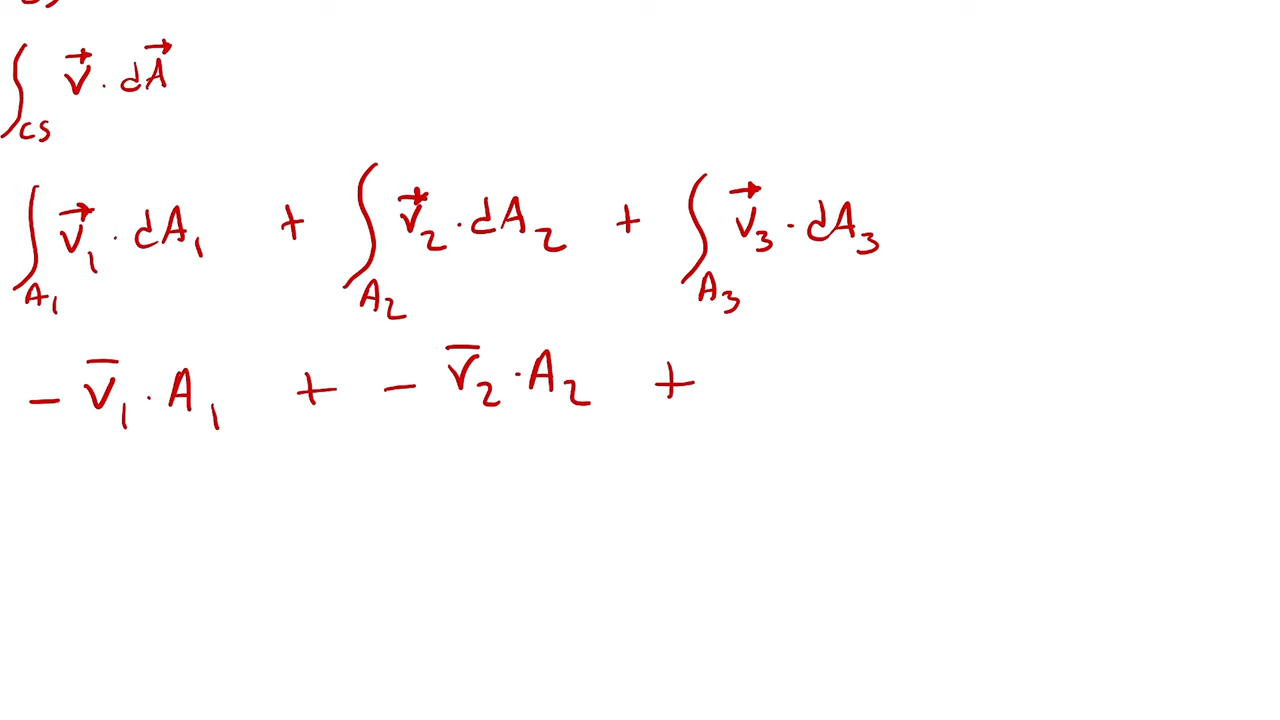 ∫_CS v⃗ · dA⃗
∫_A₁ v⃗₁ · dA₁ + ∫_A₂ v⃗₂ · dA₂ + ∫_A₃ v⃗₃ · dA₃
− v̅₁ · A₁ + − v̅₂ · A₂ +